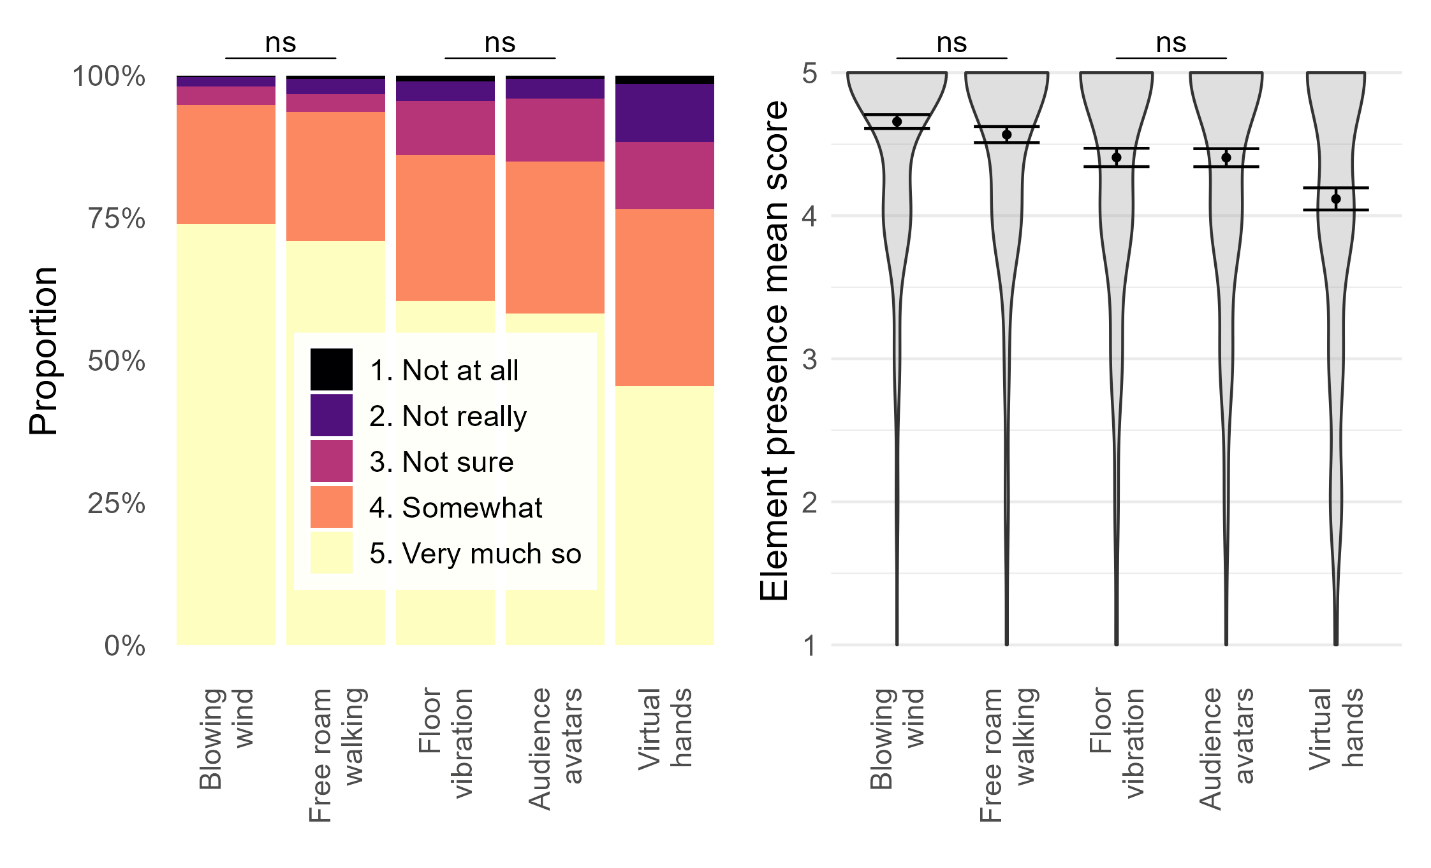 ns
ns
100%
75%
50%
25%
0%
Proportion
1. Not at all
2. Not really
3. Not sure
4. Somewhat
5. Very much so
Blowing
wind
Free roam
walking
Floor
vibration
Audience
avatars
Virtual
hands
ns
ns
5
4
3
2
1
Element presence mean score
Blowing
wind
Free roam
walking
Floor
vibration
Audience
avatars
Virtual
hands